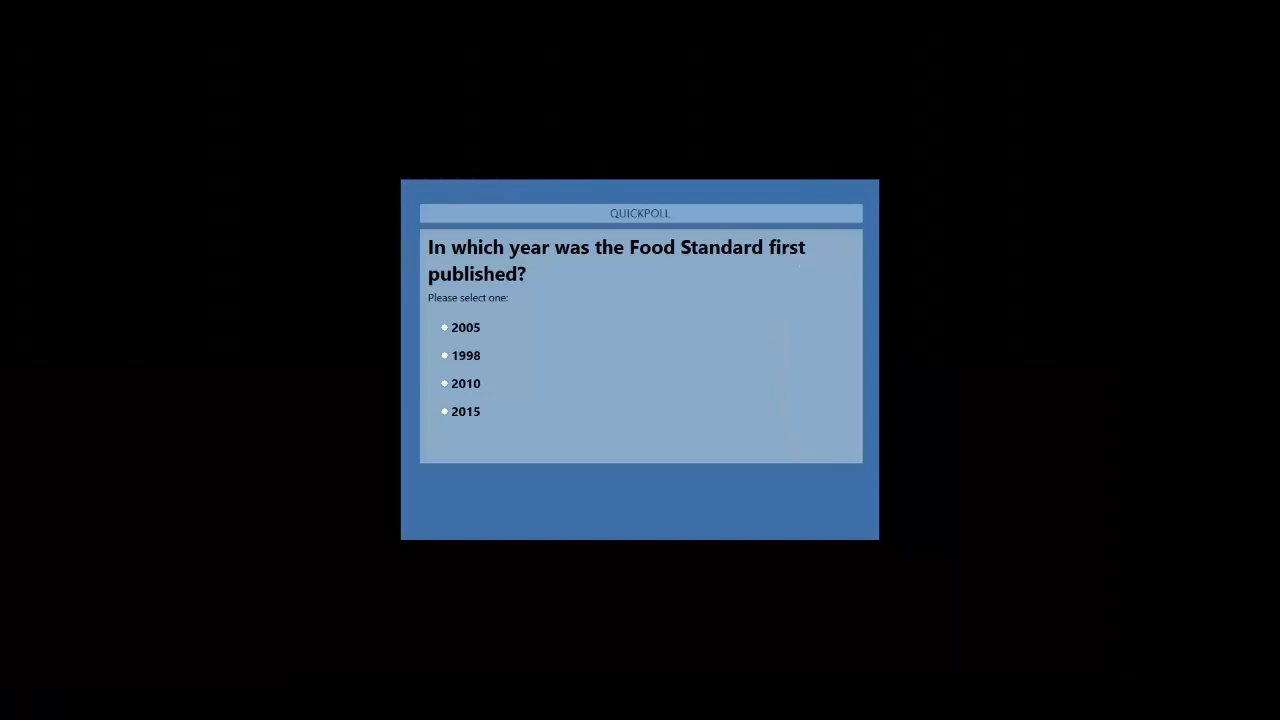 QUICKPOLL
In which year was the Food Standard first
published?
Please select one:
2005
1998
2010
2015